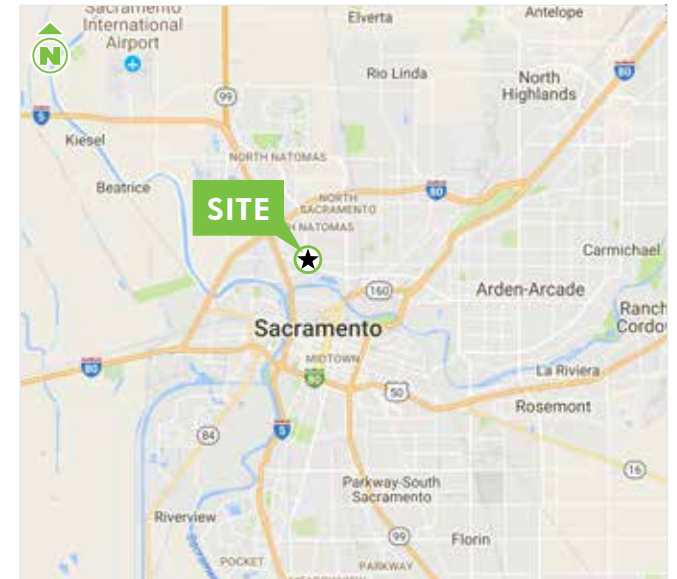 Sacramento
International
Airport
Elverta
Antelope
N
Rio Linda
80
North
Highlands
99
5
Kiesel
NORTH NATOMAS
Beatrice
80
NORTH
SACRAMENTO
SITE
H NATOMAS
Carmichael
160
Arden-Arcade
Ranch
Cordo
Sacramento
MIDTOWN
80
80
La Riviera
50
Rosemont
84
5
16
Parkway-South
Sacramento
Riverview
99
Florin
POCKET
PARKWAY